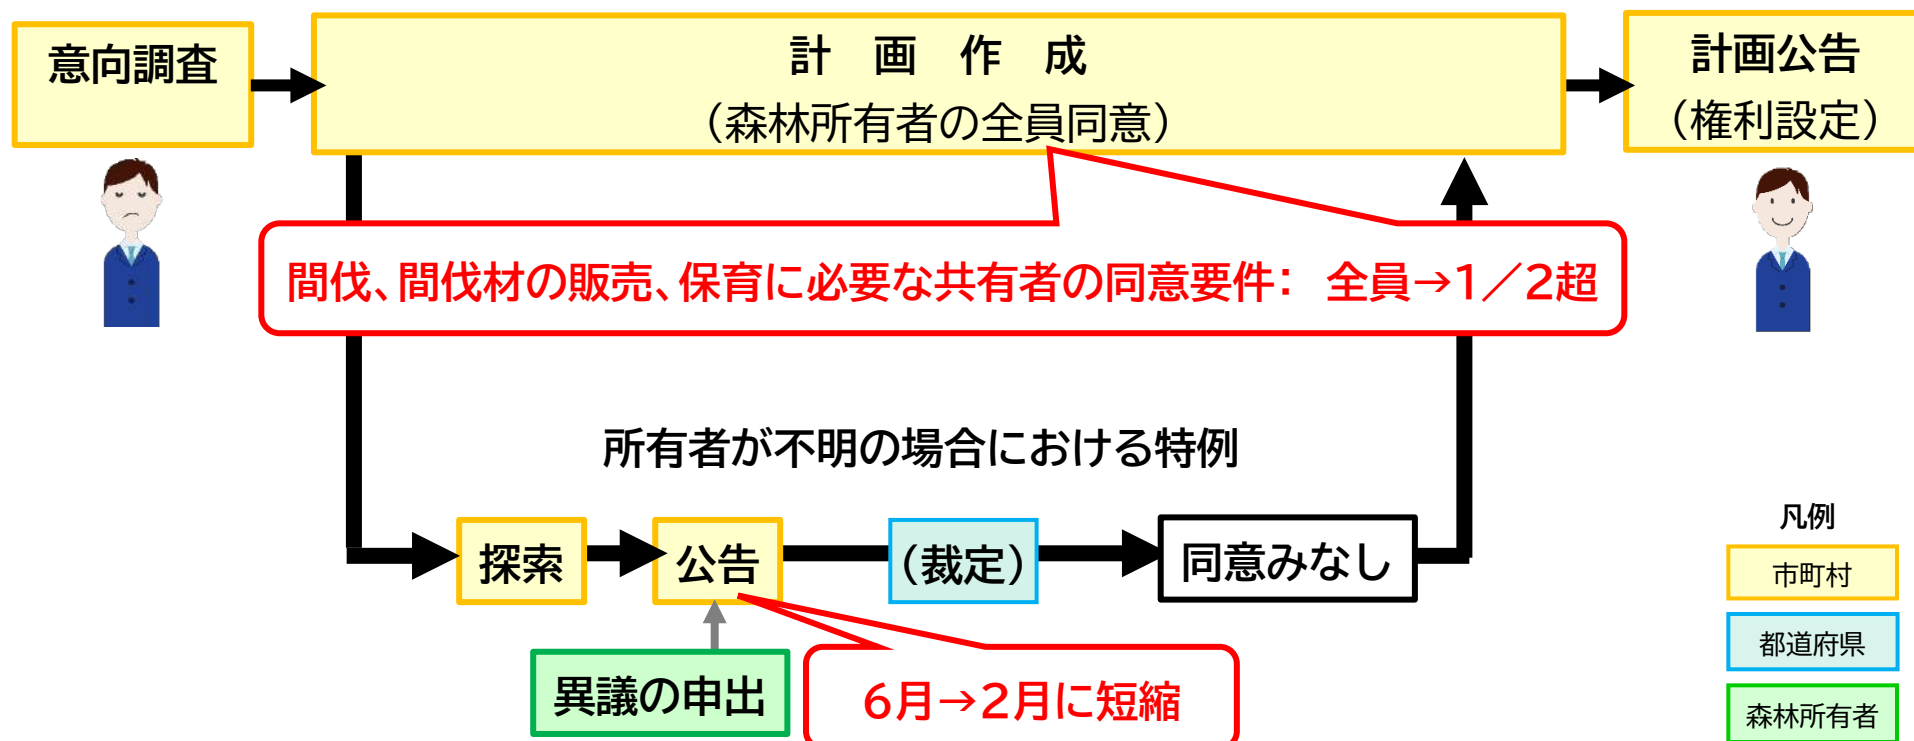 意向調査
計画作成
（森林所有者の全員同意）
計画公告
（権利設定）
間伐、間伐材の販売、保育に必要な共有者の同意要件： 全員→1／2超
所有者が不明の場合における特例
探索
公告
（裁定）
同意みなし
異議の申出
6月→2月に短縮
凡例
市町村
都道府県
森林所有者